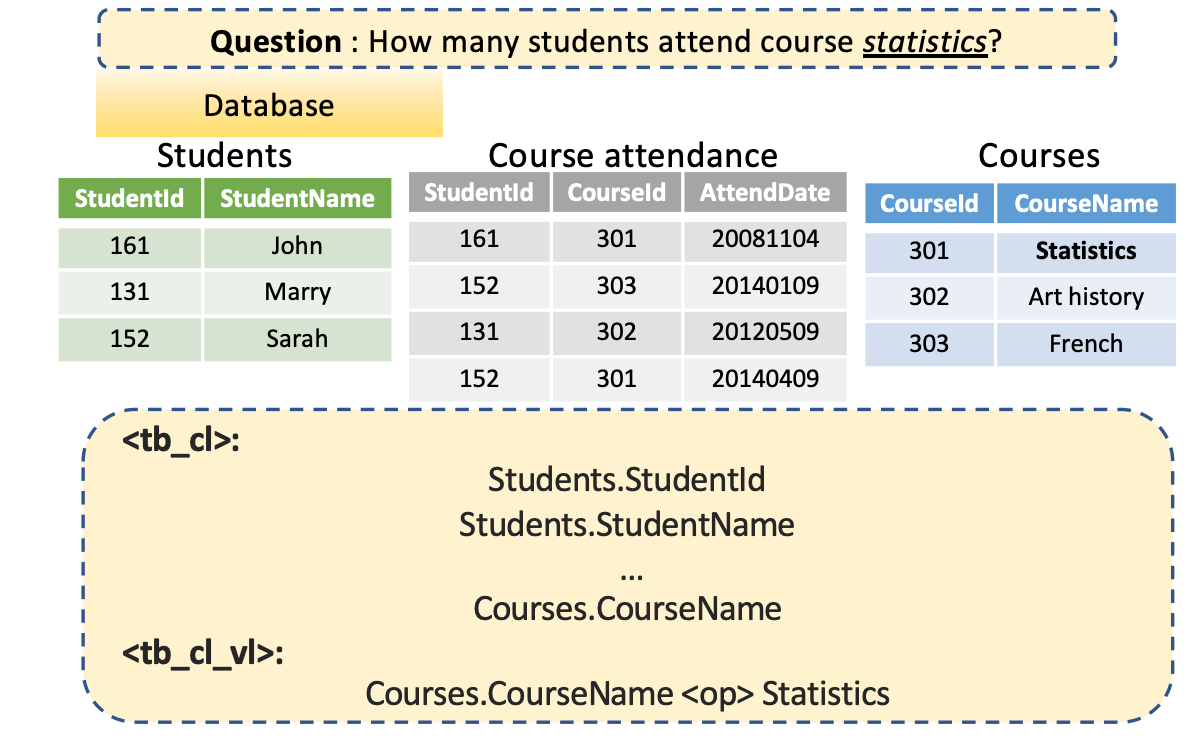 Question : How many students attend course statistics?
Database
Students
StudentId StudentName
161 John
131 Marry
152 Sarah
Course attendance
StudentId CourseId AttendDate
161 301 20081104
152 303 20140109
131 302 20120509
152 301 20140409
Courses
CourseId CourseName
301 Statistics
302 Art history
303 French
<tb_cl>:
Students.StudentId
Students.StudentName
...
Courses.CourseName
<tb_cl_vl>:
Courses.CourseName <op> Statistics